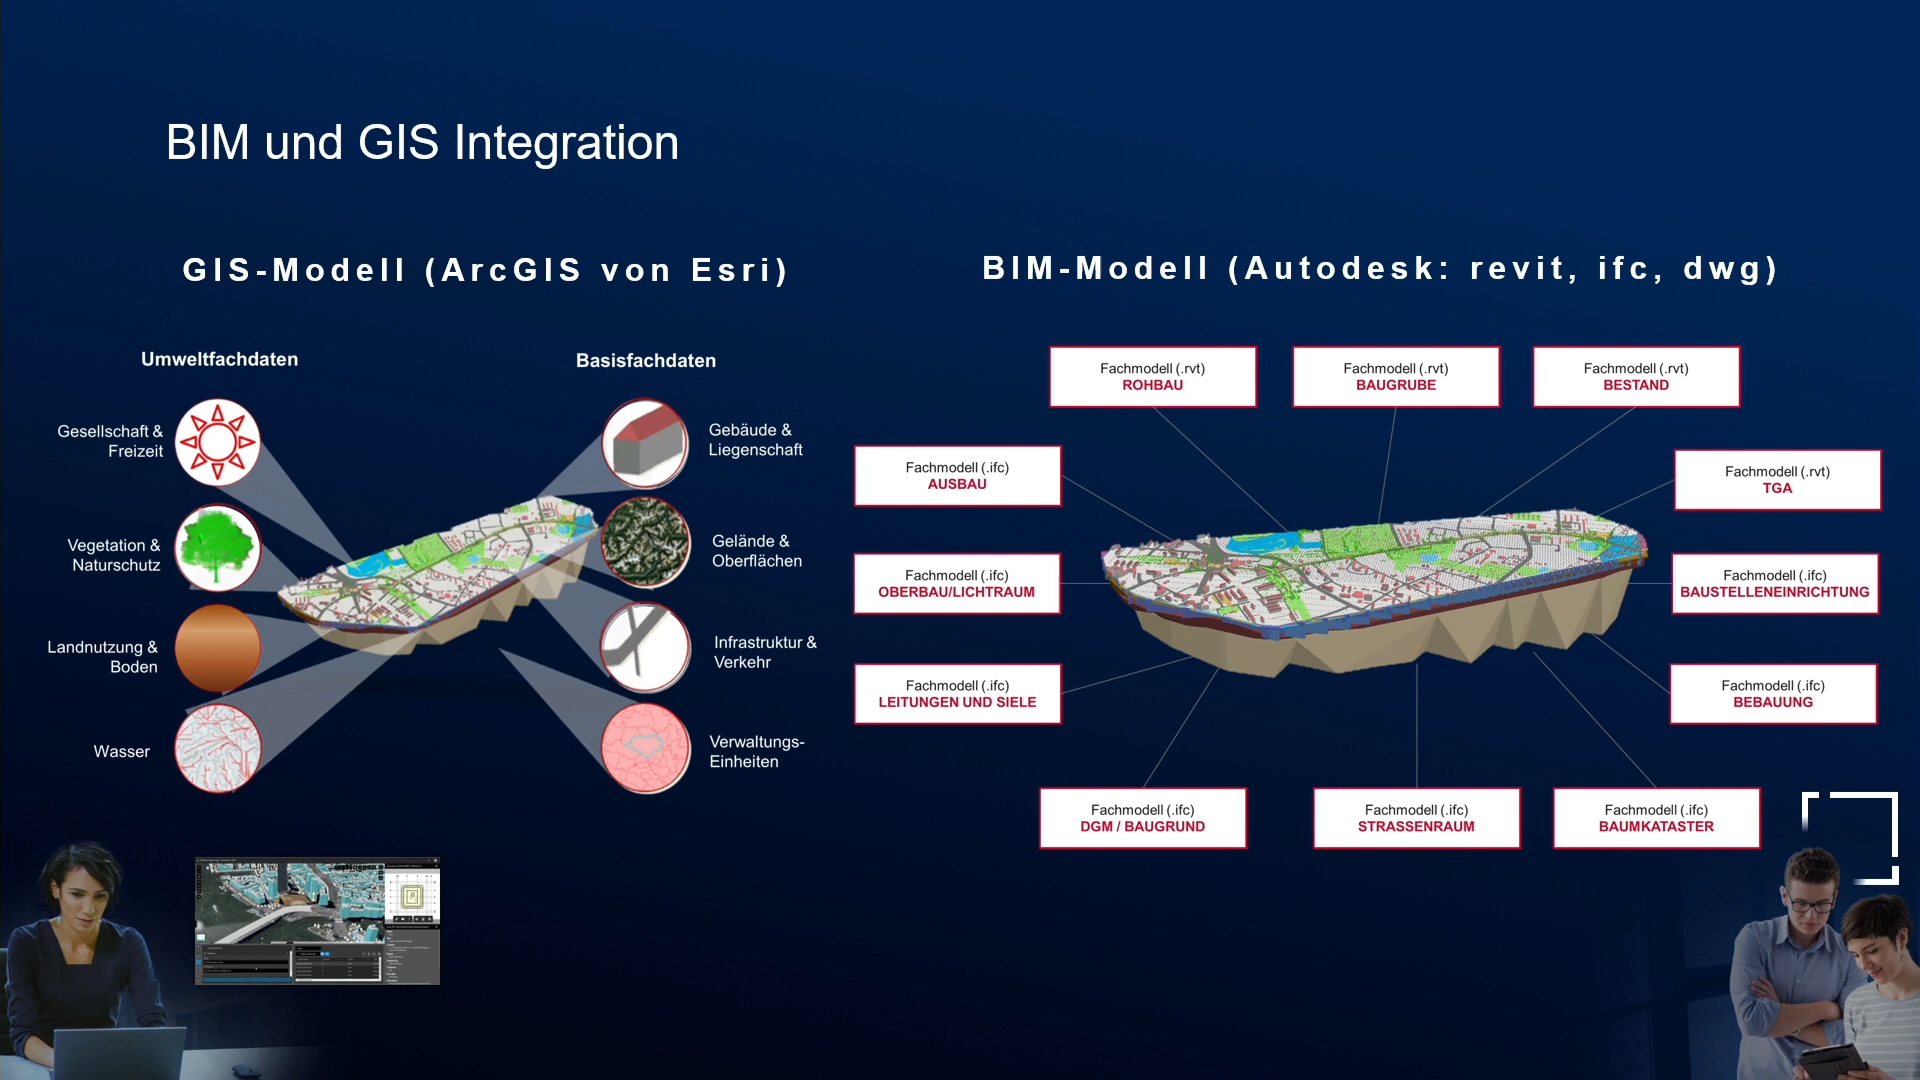 BIM und GIS Integration
GIS-Modell (ArcGIS von Esri)
Umweltfachdaten
Basisfachdaten
Gesellschaft &
Freizeit
Vegetation &
Naturschutz
Landnutzung &
Boden
Wasser
Gebäude &
Liegenschaft
Gelände &
Oberflächen
Infrastruktur &
Verkehr
Verwaltungs-
Einheiten
BIM-Modell (Autodesk: revit, ifc, dwg)
Fachmodell (.rvt)
ROHBAU
Fachmodell (.rvt)
BAUGRUBE
Fachmodell (.rvt)
BESTAND
Fachmodell (.ifc)
AUSBAU
Fachmodell (.rvt)
TGA
Fachmodell (.ifc)
OBERBAU/LICHTRAUM
Fachmodell (.ifc)
BAUSTELLENEINRICHTUNG
Fachmodell (.ifc)
LEITUNGEN UND SIELE
Fachmodell (.ifc)
BEBAUUNG
Fachmodell (.ifc)
DGM / BAUGRUND
Fachmodell (.ifc)
STRASSENRAUM
Fachmodell (.ifc)
BAUMKATASTER